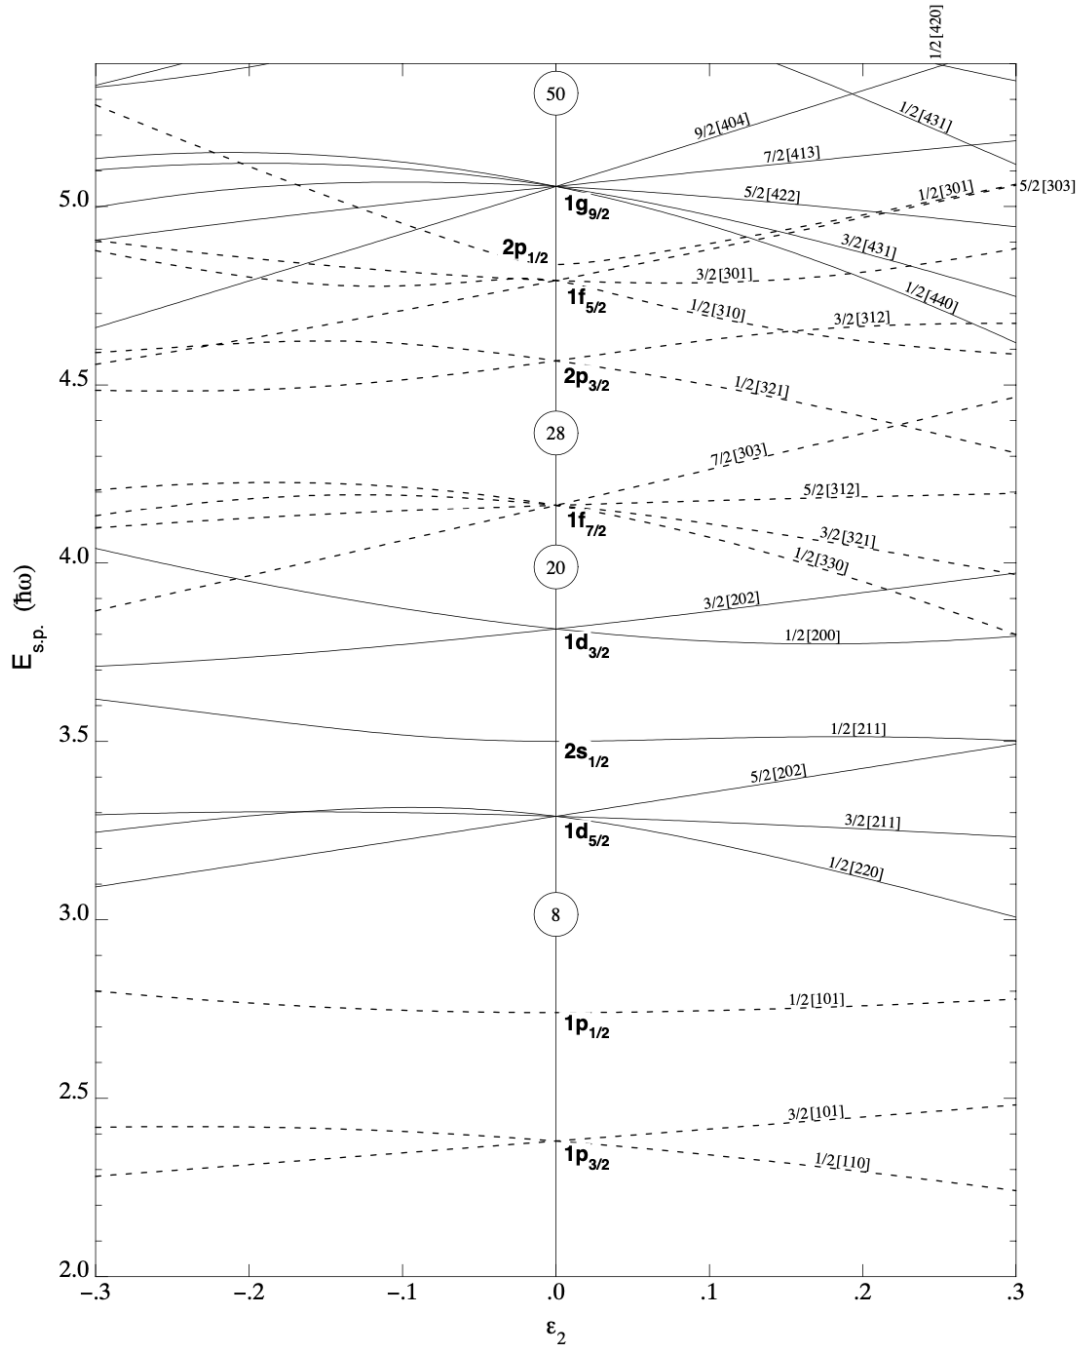 1/2[420]
50
9/2[404]
1/2[431]
7/2[413]
5.0
1g9/2
5/2[422]
1/2[301]
5/2[303]
2p1/2
3/2[431]
3/2[301]
1f5/2
1/2[310]
1/2[440]
3/2[312]
4.5
2p3/2
1/2[321]
28
7/2[303]
5/2[312]
1f7/2
3/2[321]
4.0
20
1/2[330]
3/2[202]
1d3/2
1/2[200]
Es.p. (ħω)
3.5
2s1/2
1/2[211]
5/2[202]
1d5/2
3/2[211]
1/2[220]
3.0
8
1/2[101]
1p1/2
2.5
3/2[101]
1p3/2
1/2[110]
2.0
-.3 -.2 -.1 .0 .1 .2 .3
ε2